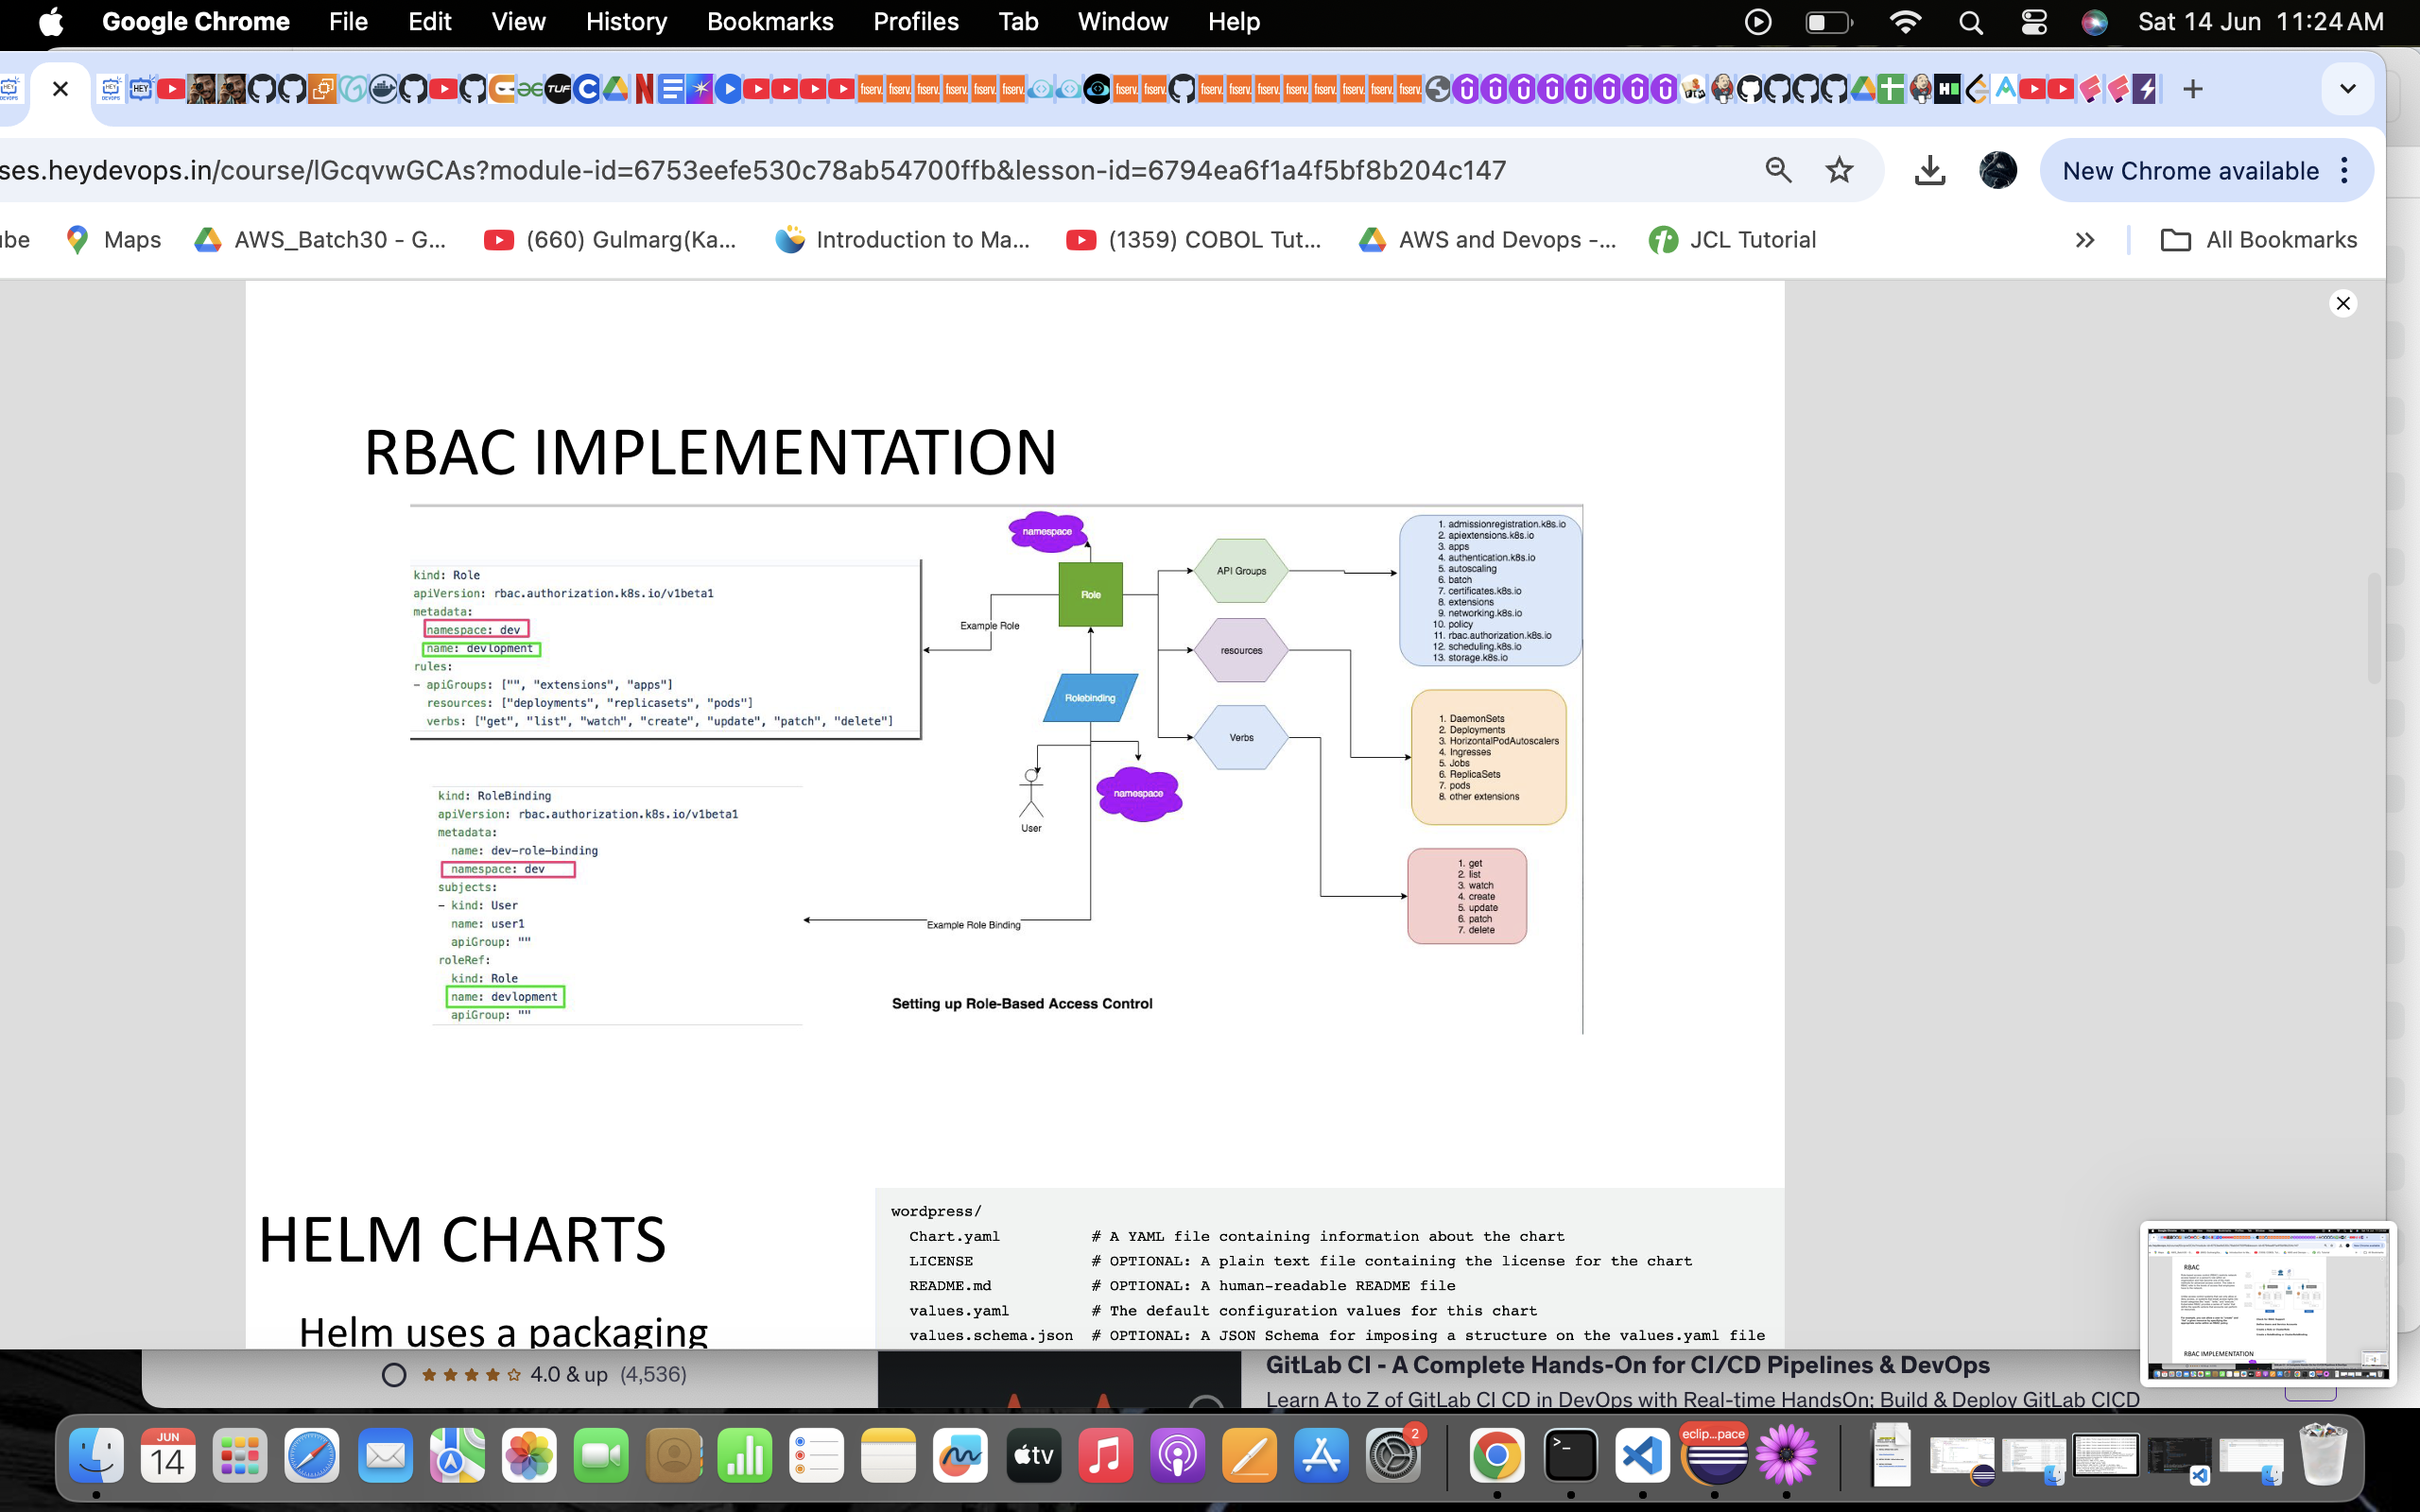 Google Chrome File Edit View History Bookmarks Profiles Tab Window Help Sat 14 Jun 11:24 AM
ses.heydevops.in/course/lGcqvwGCAs?module-id=6753eefe530c78ab54700ffb&lesson-id=6794ea6f1a4f5bf8b204c147
New Chrome available
be Maps AWS_Batch30 - G... (660) Gulmarg(Ka... Introduction to Ma... (1359) COBOL Tut... AWS and Devops -... JCL Tutorial All Bookmarks
RBAC IMPLEMENTATION
kind: Role
apiVersion: rbac.authorization.k8s.io/v1beta1
metadata:
namespace: dev
name: devlopment
rules:
- apiGroups: ["", "extensions", "apps"]
resources: ["deployments", "replicasets", "pods"]
verbs: ["get", "list", "watch", "create", "update", "patch", "delete"]
kind: RoleBinding
apiVersion: rbac.authorization.k8s.io/v1beta1
metadata:
name: dev-role-binding
namespace: dev
subjects:
- kind: User
name: user1
apiGroup: ""
roleRef:
kind: Role
name: devlopment
apiGroup: ""
namespace
Role
Example Role
Rolebinding
User
namespace
Example Role Binding
API Groups
resources
Verbs
1. admissionregistration.k8s.io
2. apiextensions.k8s.io
3. apps
4. authentication.k8s.io
5. autoscaling
6. batch
7. certificates.k8s.io
8. extensions
9. networking.k8s.io
10. policy
11. rbac.authorization.k8s.io
12. scheduling.k8s.io
13. storage.k8s.io
1. DaemonSets
2. Deployments
3. HorizontalPodAutoscalers
4. Ingresses
5. Jobs
6. ReplicaSets
7. pods
8. other extensions
1. get
2. list
3. watch
4. create
5. update
6. patch
7. delete
Setting up Role-Based Access Control
HELM CHARTS
Helm uses a packaging
wordpress/
Chart.yaml # A YAML file containing information about the chart
LICENSE # OPTIONAL: A plain text file containing the license for the chart
README.md # OPTIONAL: A human-readable README file
values.yaml # The default configuration values for this chart
values.schema.json # OPTIONAL: A JSON Schema for imposing a structure on the values.yaml file
4.0 & up (4,536)
GitLab CI - A Complete Hands-On for CI/CD Pipelines & DevOps
Learn A to Z of GitLab CI CD in DevOps with Real-time HandsOn: Build & Deploy GitLab CICD
RBAC
RBAC IMPLEMENTATION
JUN
14
tv
2
eclip...pace